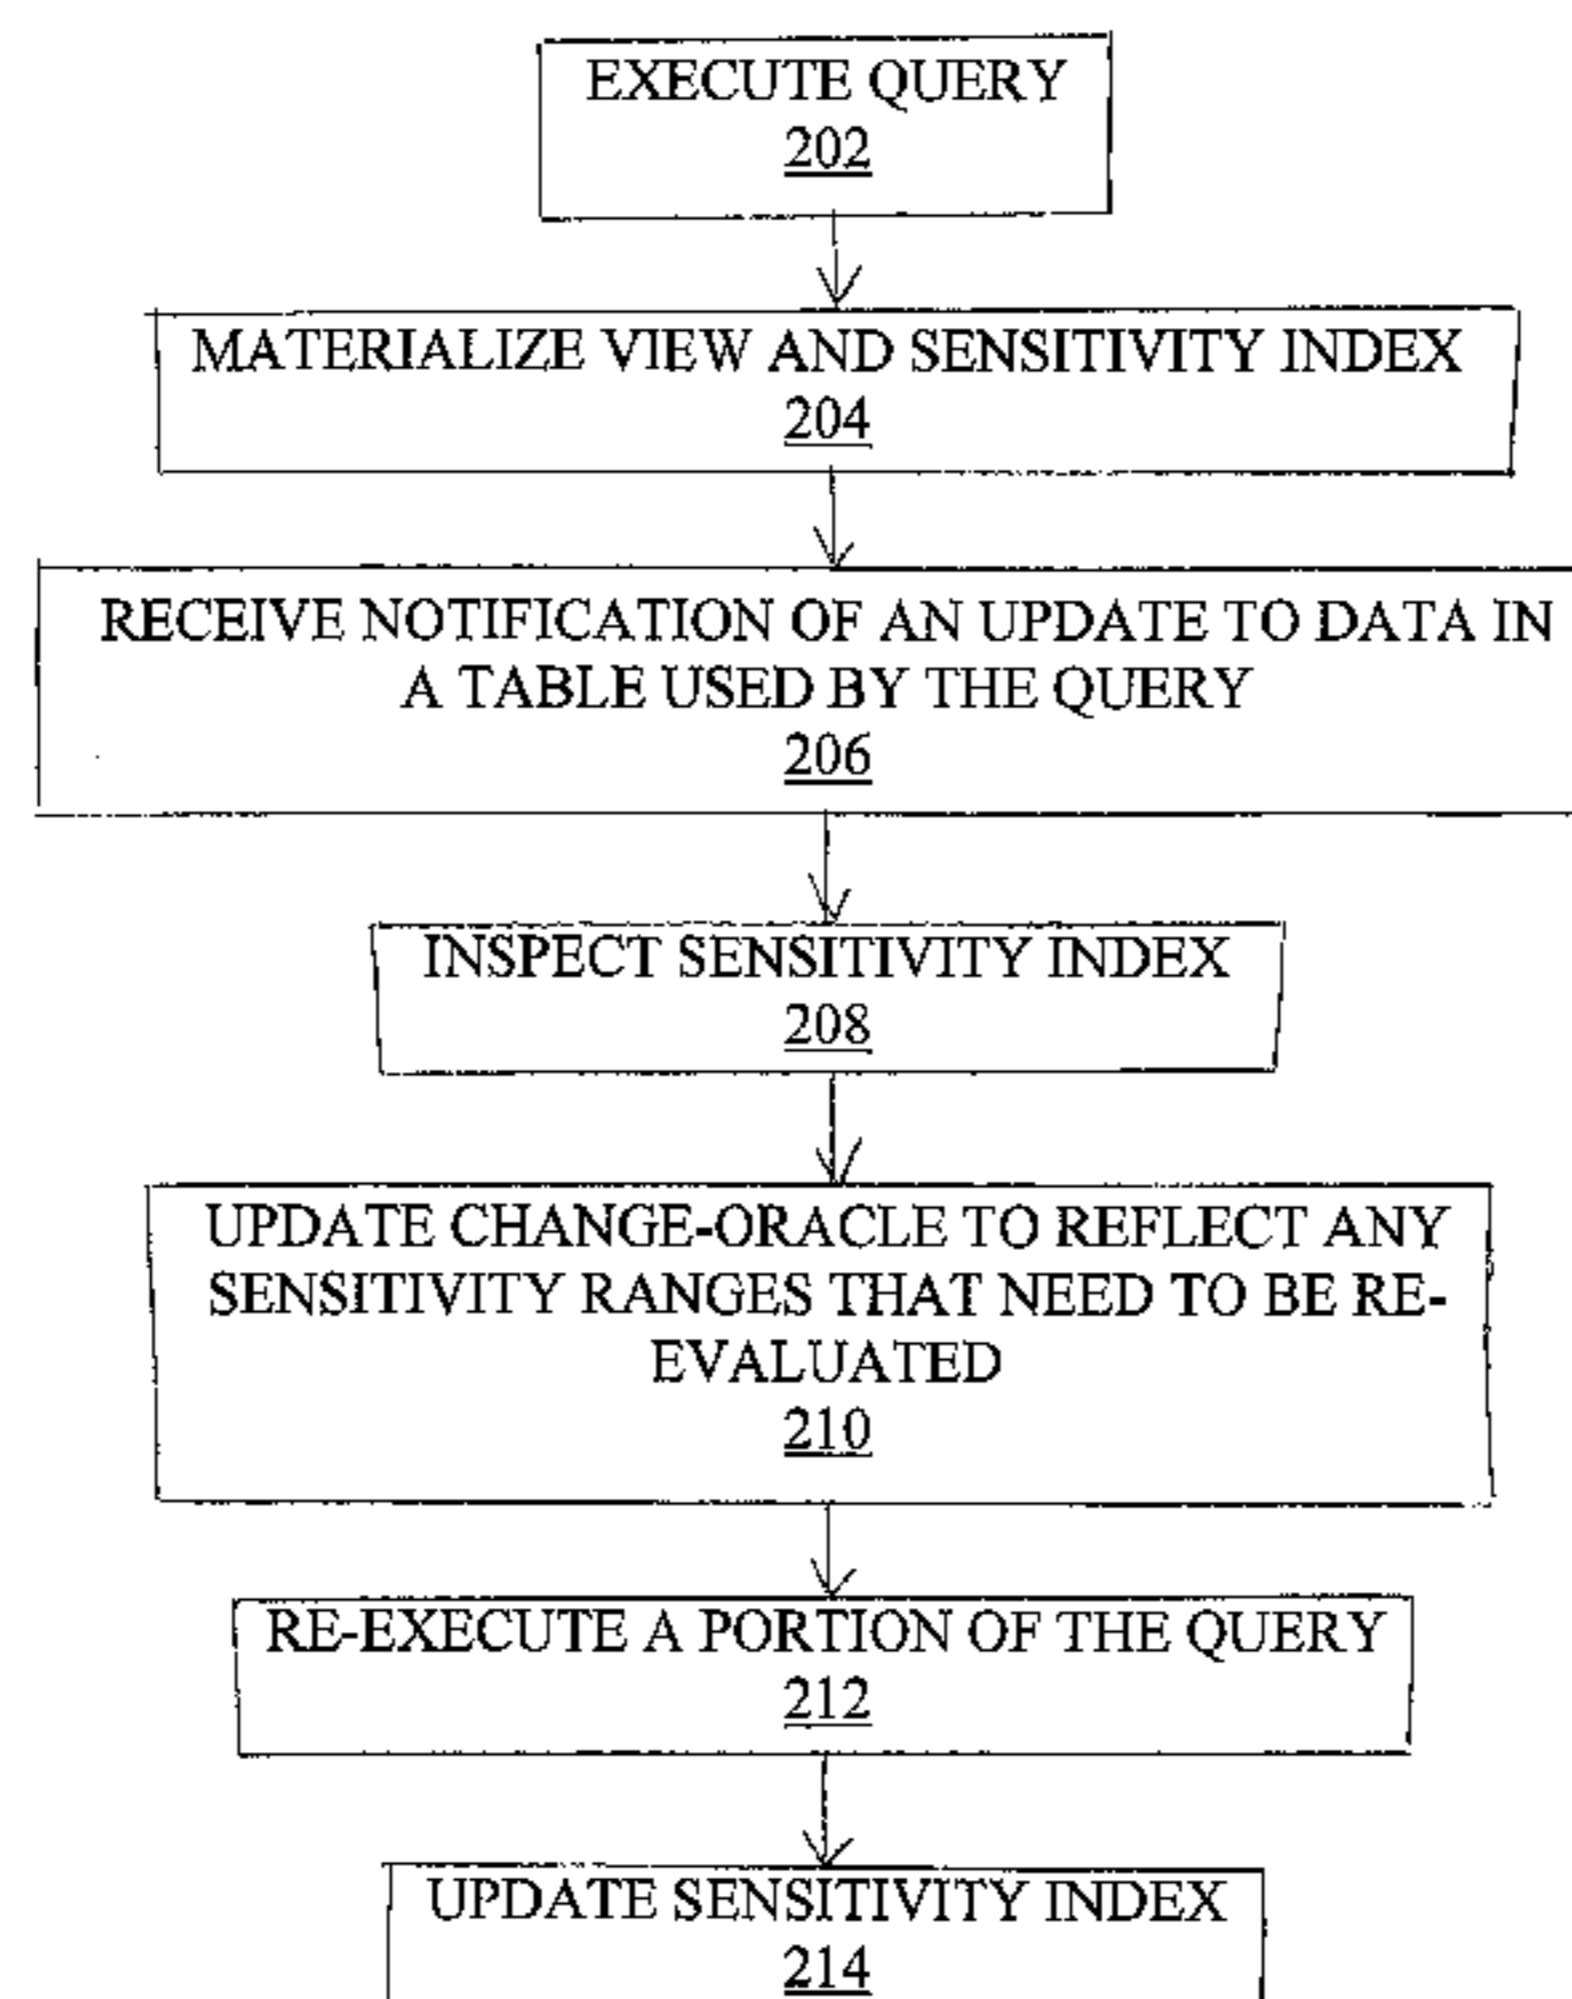 EXECUTE QUERY
202
MATERIALIZE VIEW AND SENSITIVITY INDEX
204
RECEIVE NOTIFICATION OF AN UPDATE TO DATA IN
A TABLE USED BY THE QUERY
206
INSPECT SENSITIVITY INDEX
208
UPDATE CHANGE-ORACLE TO REFLECT ANY
SENSITIVITY RANGES THAT NEED TO BE RE-
EVALUATED
210
RE-EXECUTE A PORTION OF THE QUERY
212
UPDATE SENSITIVITY INDEX
214